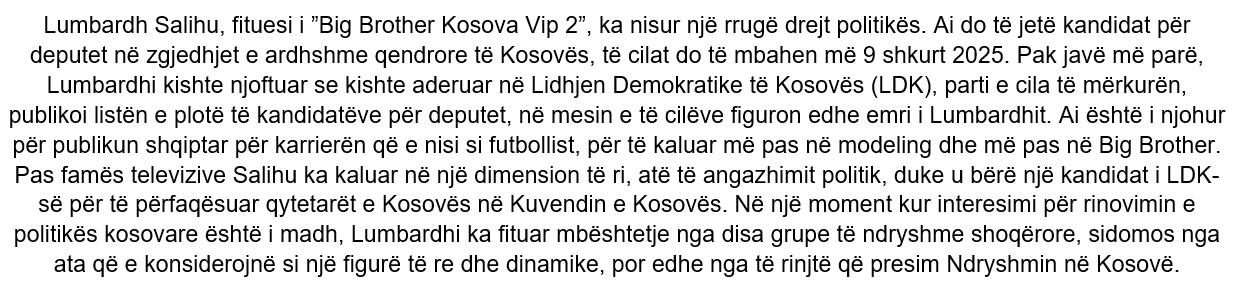 Lumbardh Salihu, fituesi i ”Big Brother Kosova Vip 2”, ka nisur një rrugë drejt politikës. Ai do të jetë kandidat për
deputet në zgjedhjet e ardhshme qendrore të Kosovës, të cilat do të mbahen më 9 shkurt 2025. Pak javë më parë,
Lumbardhi kishte njoftuar se kishte aderuar në Lidhjen Demokratike të Kosovës (LDK), parti e cila të mërkurën,
publikoi listën e plotë të kandidatëve për deputet, në mesin e të cilëve figuron edhe emri i Lumbardhit. Ai është i njohur
për publikun shqiptar për karrierën që e nisi si futbollist, për të kaluar më pas në modeling dhe më pas në Big Brother.
Pas famës televizive Salihu ka kaluar në një dimension të ri, atë të angazhimit politik, duke u bërë një kandidat i LDK-
së për të përfaqësuar qytetarët e Kosovës në Kuvendin e Kosovës. Në një moment kur interesimi për rinovimin e
politikës kosovare është i madh, Lumbardhi ka fituar mbështetje nga disa grupe të ndryshme shoqërore, sidomos nga
ata që e konsiderojnë si një figurë të re dhe dinamike, por edhe nga të rinjtë që presim Ndryshmin në Kosovë.